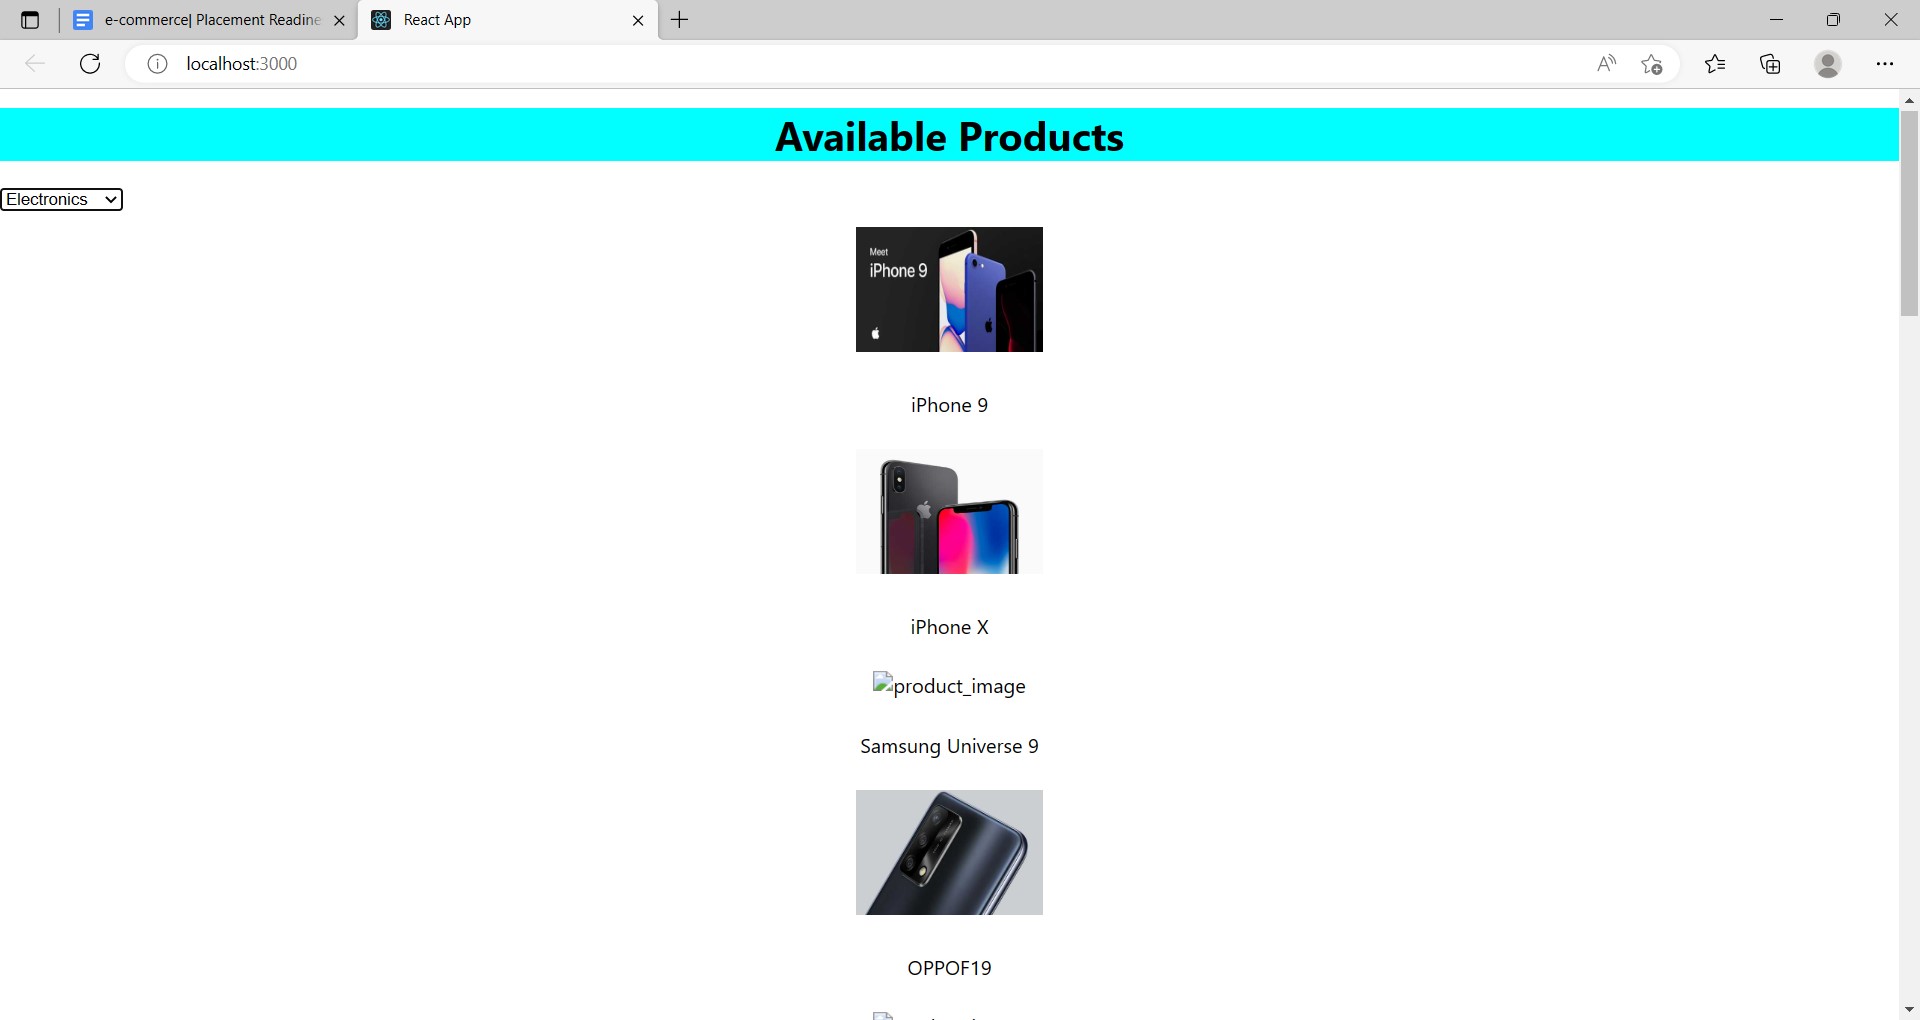 e-commerce| Placement Readine
React App
localhost:3000
Available Products
Electronics
Meet
iPhone 9
iPhone 9
iPhone X
product_image
Samsung Universe 9
OPPOF19